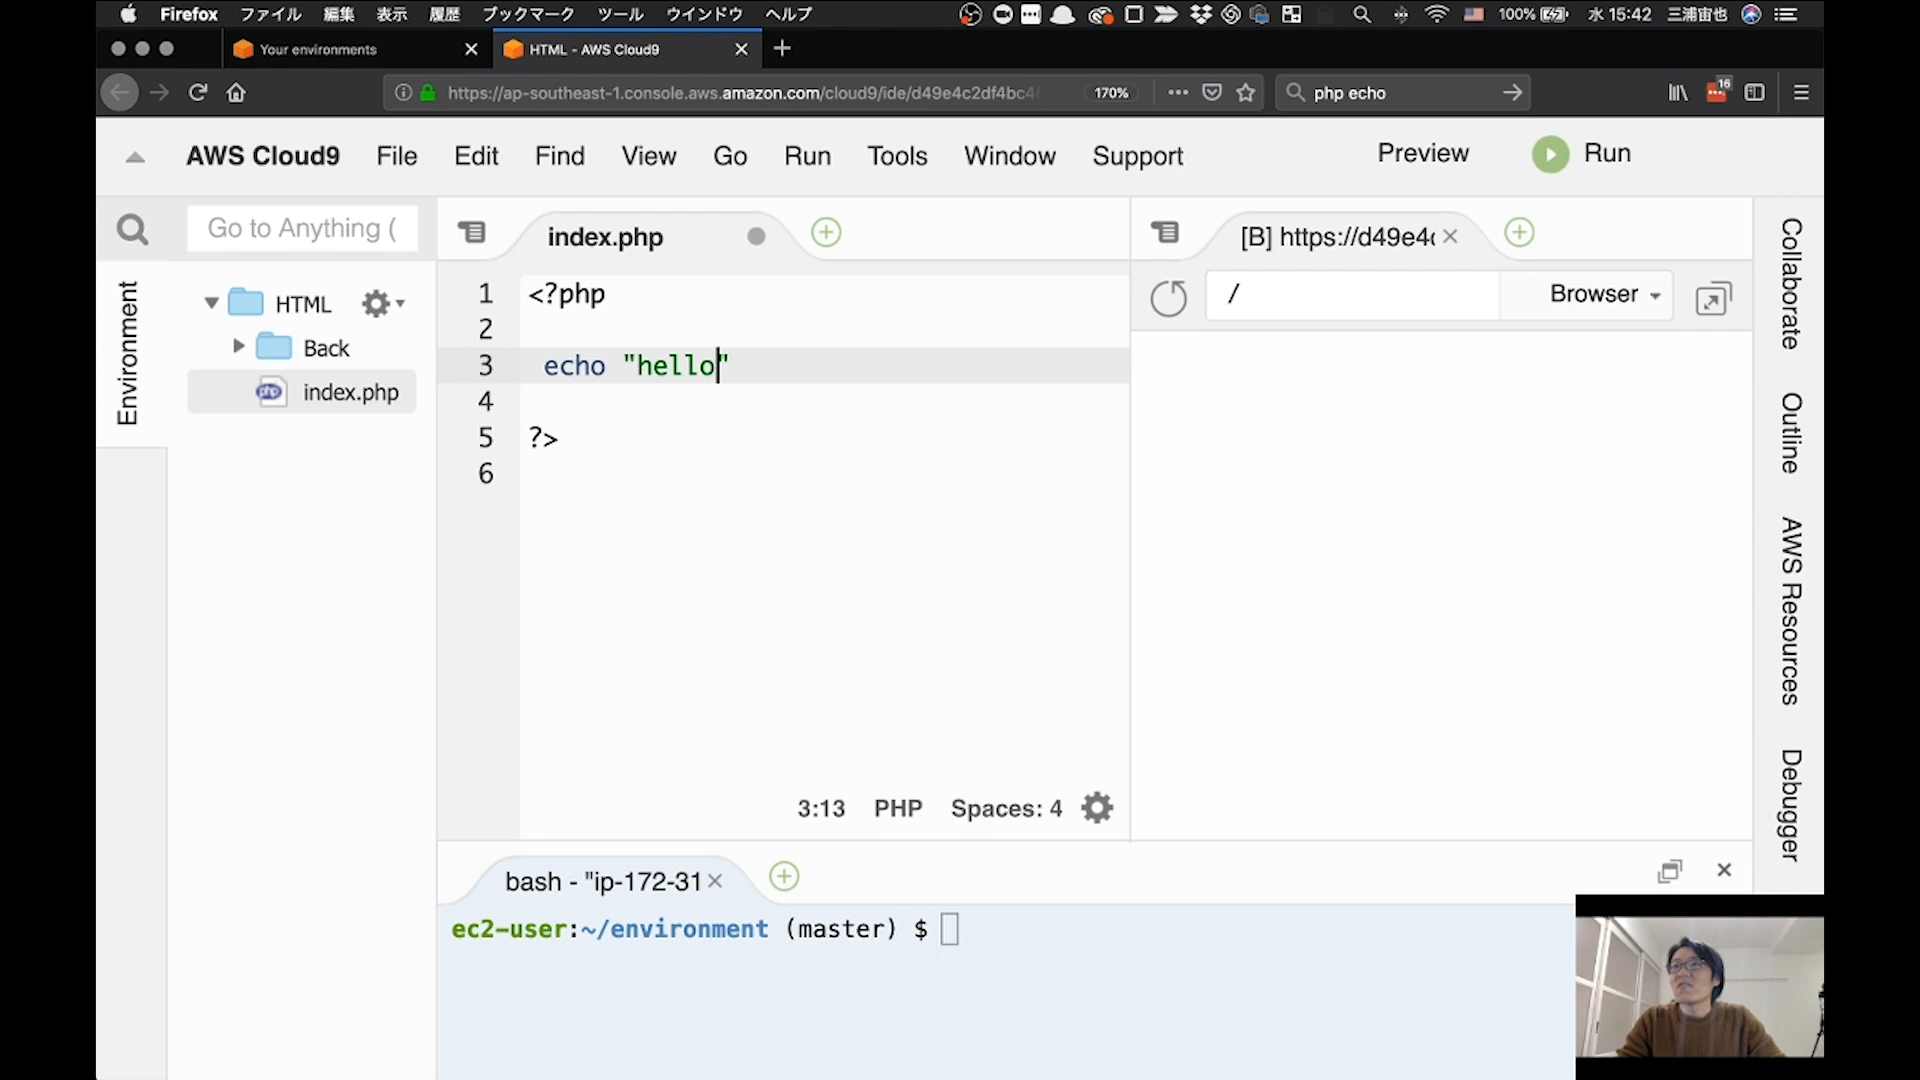 Firefox ファイル 編集 表示 履歴 ブックマーク ツール ウインドウ ヘルプ 100% 水 15:42 三浦宙也
Your environments HTML - AWS Cloud9
https://ap-southeast-1.console.aws.amazon.com/cloud9/ide/d49e4c2df4bc4 170% php echo 16
AWS Cloud9 File Edit Find View Go Run Tools Window Support Preview Run
Go to Anything (
index.php
[B] https://d49e4c
/ Browser
Environment
HTML
Back
index.php
1 <?php
2
3 echo "hello"
4
5 ?>
6
3:13 PHP Spaces: 4
Collaborate
Outline
AWS Resources
Debugger
bash - "ip-172-31
ec2-user:~/environment (master) $